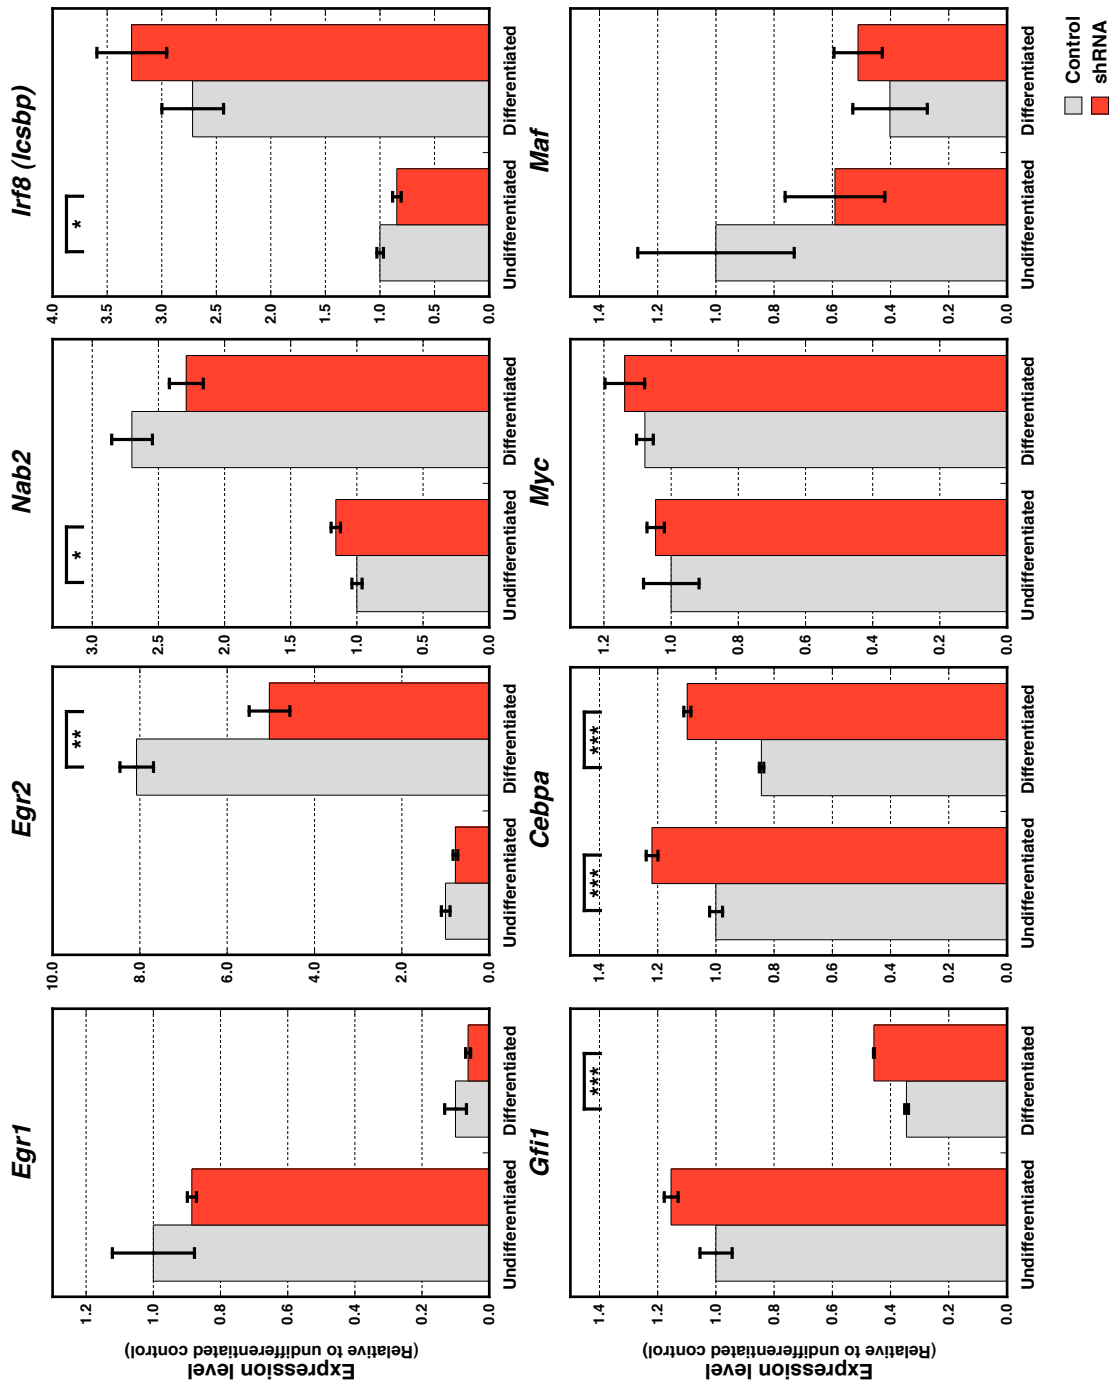 Egr1
Expression level
(Relative to undifferentiated control)
1.2
1.0
0.8
0.6
0.4
0.2
0.0
Undifferentiated Differentiated
Egr2
10.0
8.0
6.0
4.0
2.0
0.0
**
Undifferentiated Differentiated
Nab2
3.0
2.5
2.0
1.5
1.0
0.5
0.0
*
Undifferentiated Differentiated
Irf8 (Icsbp)
4.0
3.5
3.0
2.5
2.0
1.5
1.0
0.5
0.0
*
Undifferentiated Differentiated
Gfi1
Expression level
(Relative to undifferentiated control)
1.4
1.2
1.0
0.8
0.6
0.4
0.2
0.0
***
Undifferentiated Differentiated
Cebpa
1.4
1.2
1.0
0.8
0.6
0.4
0.2
0.0
*** ***
Undifferentiated Differentiated
Myc
1.2
1.0
0.8
0.6
0.4
0.2
0.0
Undifferentiated Differentiated
Maf
1.4
1.2
1.0
0.8
0.6
0.4
0.2
0.0
Undifferentiated Differentiated
Control
shRNA